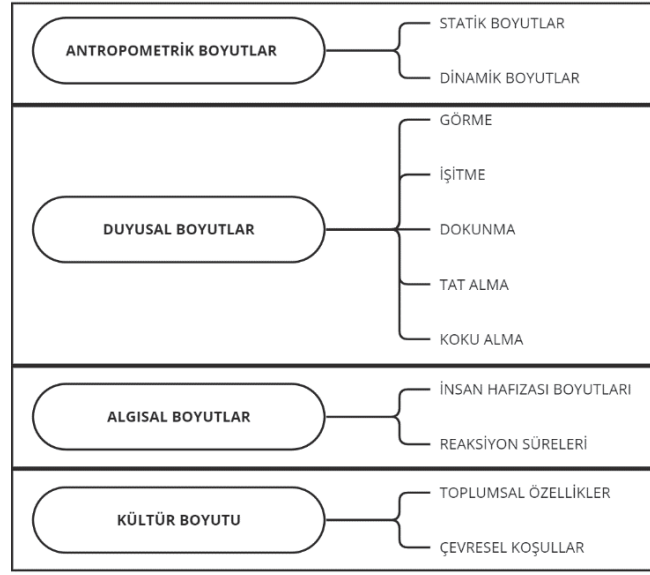 ANTROPOMETRİK BOYUTLAR
STATİK BOYUTLAR
DİNAMİK BOYUTLAR
DUYUSAL BOYUTLAR
GÖRME
İŞİTME
DOKUNMA
TAT ALMA
KOKU ALMA
ALGISAL BOYUTLAR
İNSAN HAFIZASI BOYUTLARI
REAKSİYON SÜRELERİ
KÜLTÜR BOYUTU
TOPLUMSAL ÖZELLİKLER
ÇEVRESEL KOŞULLAR